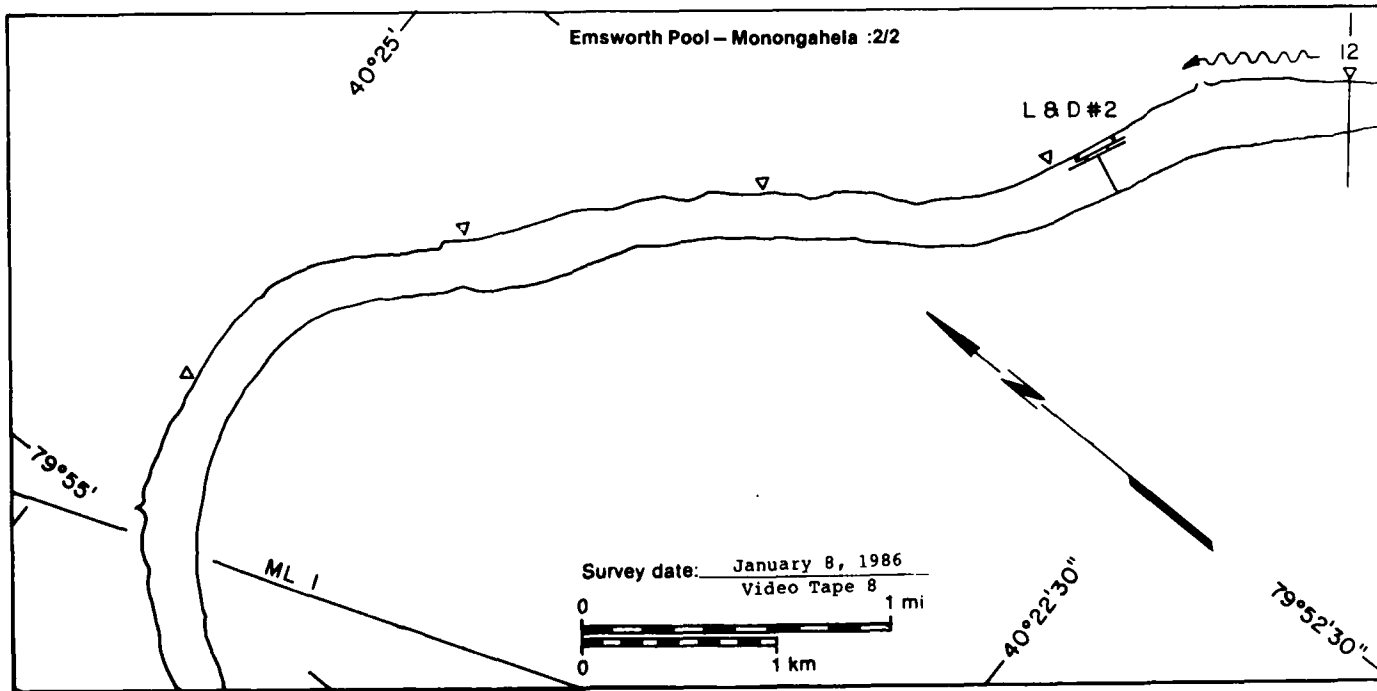 Emsworth Pool – Monongahela :2/2
40°25'
12
L & D #2
79°55'
ML 1
N
Survey date: January 8, 1986
Video Tape 8
0 1 mi
0 1 km
40°22'30"
79°52'30"